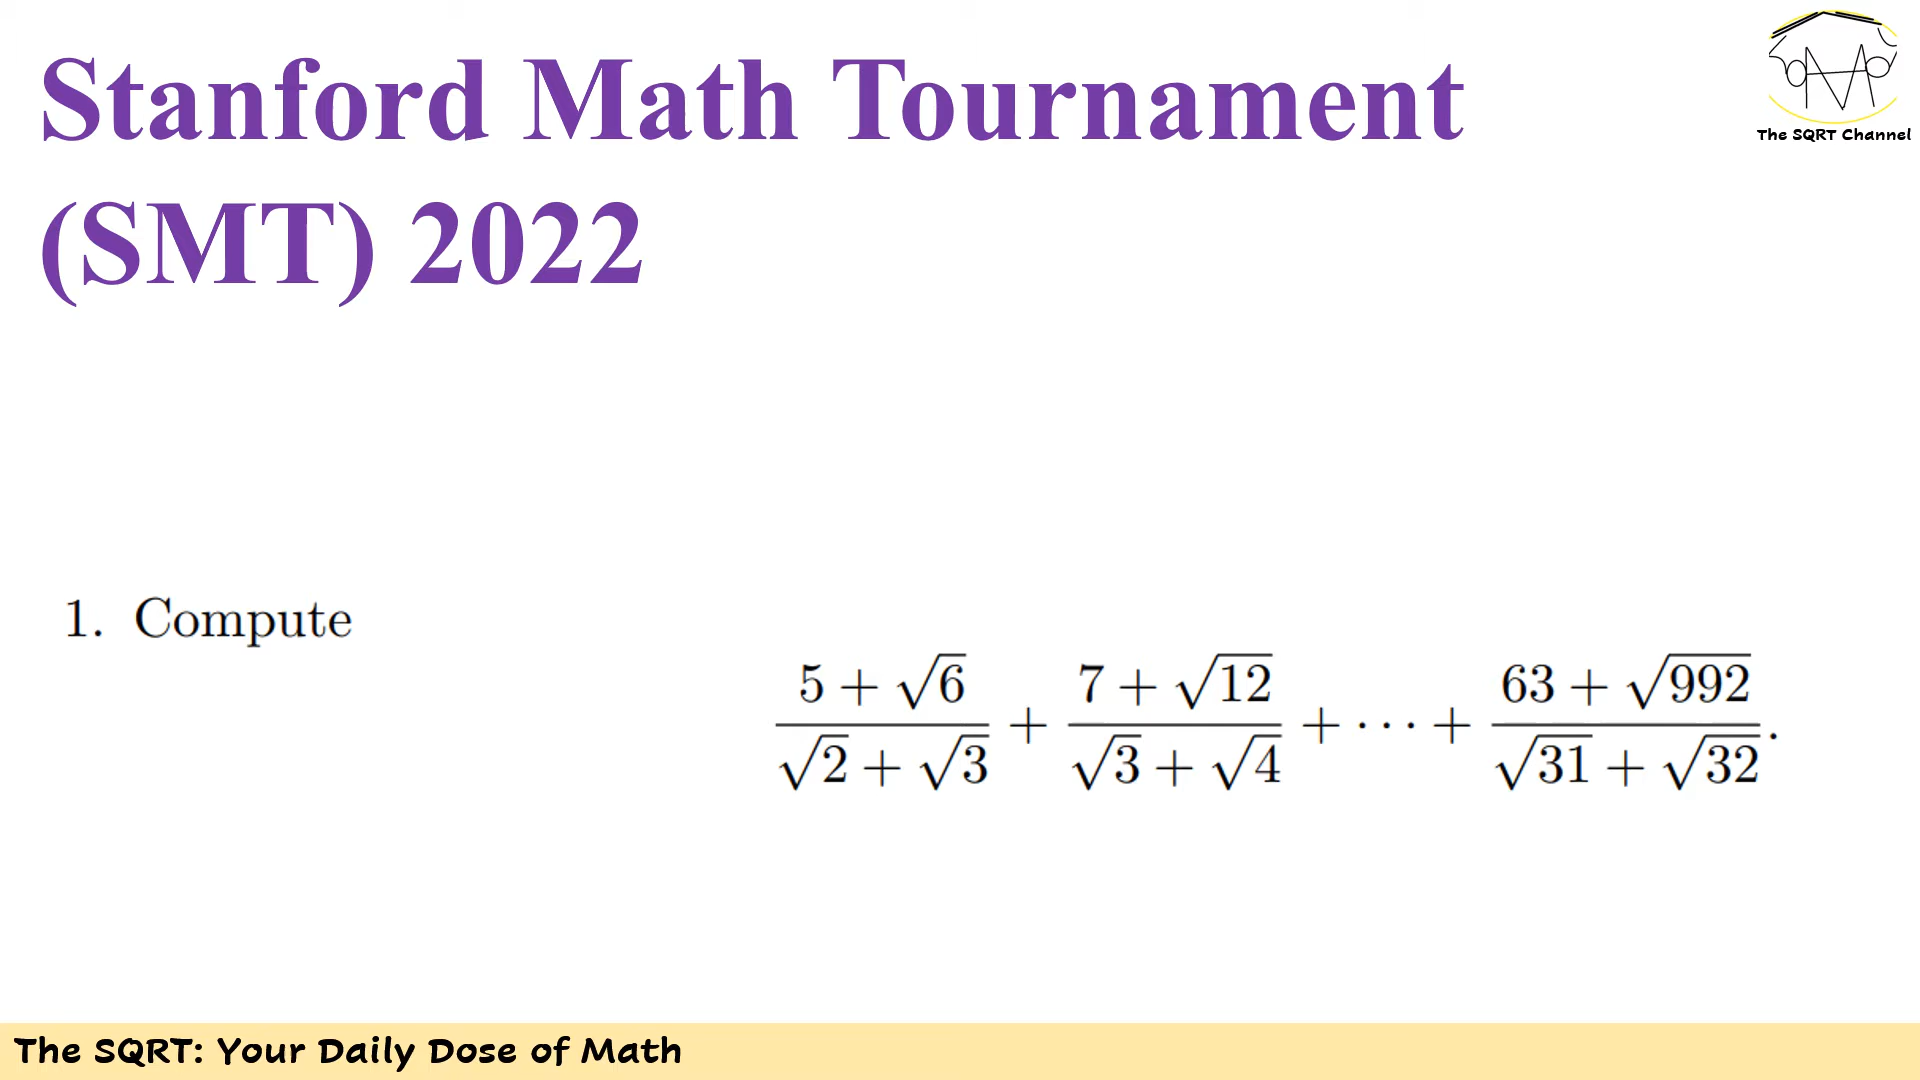 Stanford Math Tournament
(SMT) 2022
The SQRT Channel
1. Compute
5 + √6 / √2 + √3 + 7 + √12 / √3 + √4 + · · · + 63 + √992 / √31 + √32 .
The SQRT: Your Daily Dose of Math